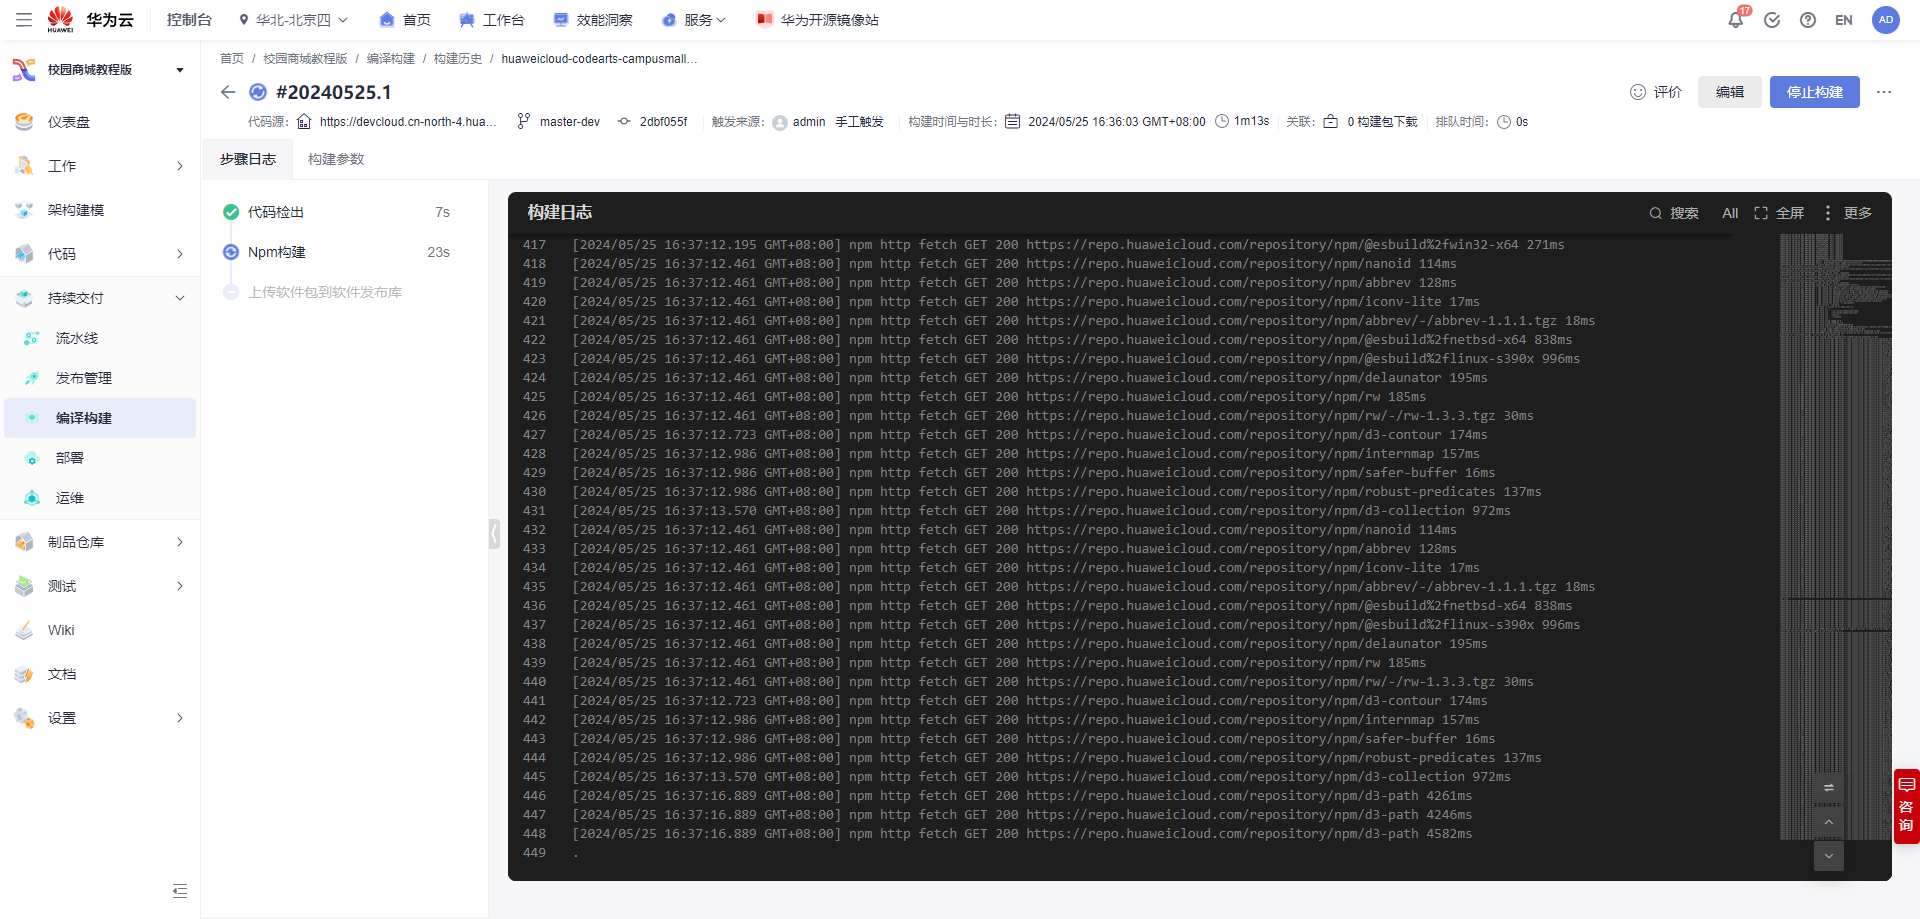 HUAWEI 华为云 控制台 华北-北京四 首页 工作台 效能洞察 服务 华为开源镜像站 17 EN AD
校园商城教程版
仪表盘
工作
架构建模
代码
持续交付
流水线
发布管理
编译构建
部署
运维
制品仓库
测试
Wiki
文档
设置
首页 / 校园商城教程版 / 编译构建 / 构建历史 / huaweicloud-codearts-campusmall...
#20240525.1 评价 编辑 停止构建 ...
代码源: https://devcloud.cn-north-4.hua... master-dev 2dbf055f 触发来源: admin 手工触发 构建时间与时长: 2024/05/25 16:36:03 GMT+08:00 1m13s 关联: 0 构建包下载 排队时间: 0s
步骤日志 构建参数
代码检出 7s
Npm构建 23s
上传软件包到软件发布库
构建日志 搜索 All 全屏 更多
417 [2024/05/25 16:37:12.195 GMT+08:00] npm http fetch GET 200 https://repo.huaweicloud.com/repository/npm/@esbuild%2fwin32-x64 271ms
418 [2024/05/25 16:37:12.461 GMT+08:00] npm http fetch GET 200 https://repo.huaweicloud.com/repository/npm/nanoid 114ms
419 [2024/05/25 16:37:12.461 GMT+08:00] npm http fetch GET 200 https://repo.huaweicloud.com/repository/npm/abbrev 128ms
420 [2024/05/25 16:37:12.461 GMT+08:00] npm http fetch GET 200 https://repo.huaweicloud.com/repository/npm/iconv-lite 17ms
421 [2024/05/25 16:37:12.461 GMT+08:00] npm http fetch GET 200 https://repo.huaweicloud.com/repository/npm/abbrev/-/abbrev-1.1.1.tgz 18ms
422 [2024/05/25 16:37:12.461 GMT+08:00] npm http fetch GET 200 https://repo.huaweicloud.com/repository/npm/@esbuild%2fnetbsd-x64 838ms
423 [2024/05/25 16:37:12.461 GMT+08:00] npm http fetch GET 200 https://repo.huaweicloud.com/repository/npm/@esbuild%2flinux-s390x 996ms
424 [2024/05/25 16:37:12.461 GMT+08:00] npm http fetch GET 200 https://repo.huaweicloud.com/repository/npm/delaunator 195ms
425 [2024/05/25 16:37:12.461 GMT+08:00] npm http fetch GET 200 https://repo.huaweicloud.com/repository/npm/rw 185ms
426 [2024/05/25 16:37:12.461 GMT+08:00] npm http fetch GET 200 https://repo.huaweicloud.com/repository/npm/rw/-/rw-1.3.3.tgz 30ms
427 [2024/05/25 16:37:12.723 GMT+08:00] npm http fetch GET 200 https://repo.huaweicloud.com/repository/npm/d3-contour 174ms
428 [2024/05/25 16:37:12.986 GMT+08:00] npm http fetch GET 200 https://repo.huaweicloud.com/repository/npm/internmap 157ms
429 [2024/05/25 16:37:12.986 GMT+08:00] npm http fetch GET 200 https://repo.huaweicloud.com/repository/npm/safer-buffer 16ms
430 [2024/05/25 16:37:12.986 GMT+08:00] npm http fetch GET 200 https://repo.huaweicloud.com/repository/npm/robust-predicates 137ms
431 [2024/05/25 16:37:13.570 GMT+08:00] npm http fetch GET 200 https://repo.huaweicloud.com/repository/npm/d3-collection 972ms
432 [2024/05/25 16:37:12.461 GMT+08:00] npm http fetch GET 200 https://repo.huaweicloud.com/repository/npm/nanoid 114ms
433 [2024/05/25 16:37:12.461 GMT+08:00] npm http fetch GET 200 https://repo.huaweicloud.com/repository/npm/abbrev 128ms
434 [2024/05/25 16:37:12.461 GMT+08:00] npm http fetch GET 200 https://repo.huaweicloud.com/repository/npm/iconv-lite 17ms
435 [2024/05/25 16:37:12.461 GMT+08:00] npm http fetch GET 200 https://repo.huaweicloud.com/repository/npm/abbrev/-/abbrev-1.1.1.tgz 18ms
436 [2024/05/25 16:37:12.461 GMT+08:00] npm http fetch GET 200 https://repo.huaweicloud.com/repository/npm/@esbuild%2fnetbsd-x64 838ms
437 [2024/05/25 16:37:12.461 GMT+08:00] npm http fetch GET 200 https://repo.huaweicloud.com/repository/npm/@esbuild%2flinux-s390x 996ms
438 [2024/05/25 16:37:12.461 GMT+08:00] npm http fetch GET 200 https://repo.huaweicloud.com/repository/npm/delaunator 195ms
439 [2024/05/25 16:37:12.461 GMT+08:00] npm http fetch GET 200 https://repo.huaweicloud.com/repository/npm/rw 185ms
440 [2024/05/25 16:37:12.461 GMT+08:00] npm http fetch GET 200 https://repo.huaweicloud.com/repository/npm/rw/-/rw-1.3.3.tgz 30ms
441 [2024/05/25 16:37:12.723 GMT+08:00] npm http fetch GET 200 https://repo.huaweicloud.com/repository/npm/d3-contour 174ms
442 [2024/05/25 16:37:12.986 GMT+08:00] npm http fetch GET 200 https://repo.huaweicloud.com/repository/npm/internmap 157ms
443 [2024/05/25 16:37:12.986 GMT+08:00] npm http fetch GET 200 https://repo.huaweicloud.com/repository/npm/safer-buffer 16ms
444 [2024/05/25 16:37:12.986 GMT+08:00] npm http fetch GET 200 https://repo.huaweicloud.com/repository/npm/robust-predicates 137ms
445 [2024/05/25 16:37:13.570 GMT+08:00] npm http fetch GET 200 https://repo.huaweicloud.com/repository/npm/d3-collection 972ms
446 [2024/05/25 16:37:16.889 GMT+08:00] npm http fetch GET 200 https://repo.huaweicloud.com/repository/npm/d3-path 4261ms
447 [2024/05/25 16:37:16.889 GMT+08:00] npm http fetch GET 200 https://repo.huaweicloud.com/repository/npm/d3-path 4246ms
448 [2024/05/25 16:37:16.889 GMT+08:00] npm http fetch GET 200 https://repo.huaweicloud.com/repository/npm/d3-path 4582ms
449 .
咨
询